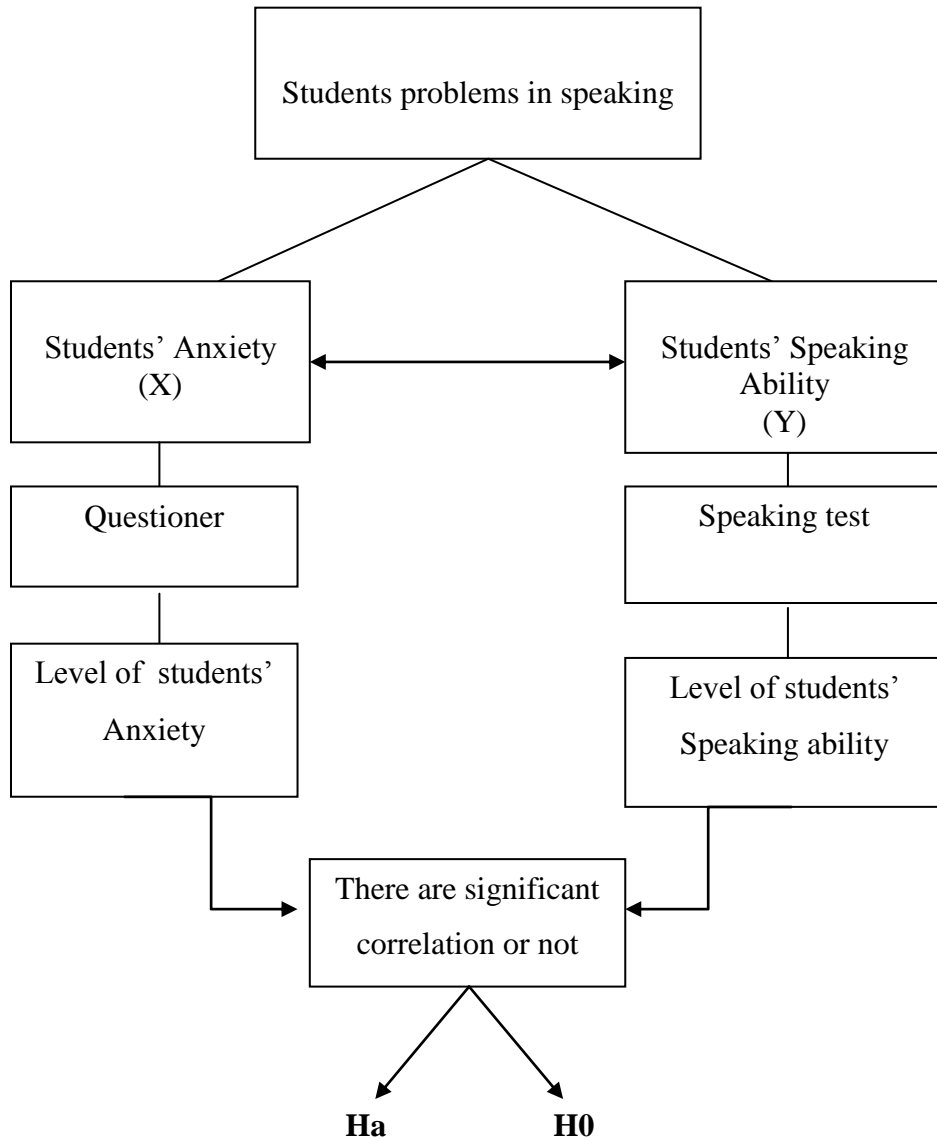 Students problems in speaking
Students’ Anxiety
(X)
Students’ Speaking
Ability
(Y)
Questioner
Speaking test
Level of students’
Anxiety
Level of students’
Speaking ability
There are significant
correlation or not
Ha
H0